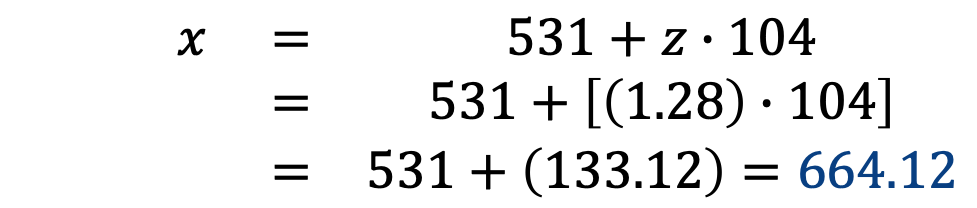 x = 531 + z · 104
= 531 + [(1.28) · 104]
= 531 + (133.12) = 664.12